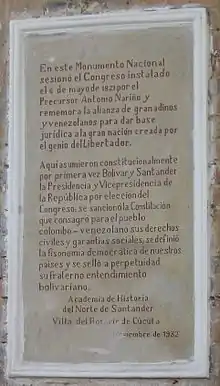 En este Monumento Nacional
sesionó el Congreso instalado
el 6 de mayo de 1821 por el
Precursor Antonio Nariño y
rememora la alianza de granadinos
y venezolanos para dar base
jurídica a la gran nación creada por
el genio del Libertador.
Aquí asumieron constitucionalmente
por primera vez Bolívar y Santander
la Presidencia y Vicepresidencia de
la República por elección del
Congreso, se sancionó la Constitución
que consagró para el pueblo
colombo-venezolano sus derechos
civiles y garantías sociales, se definió
la fisonomía democrática de nuestros
países y se selló a perpetuidad
su fraterno entendimiento
bolivariano.
Academia de Historia
del Norte de Santander
Villa del Rosario de Cúcuta
1982